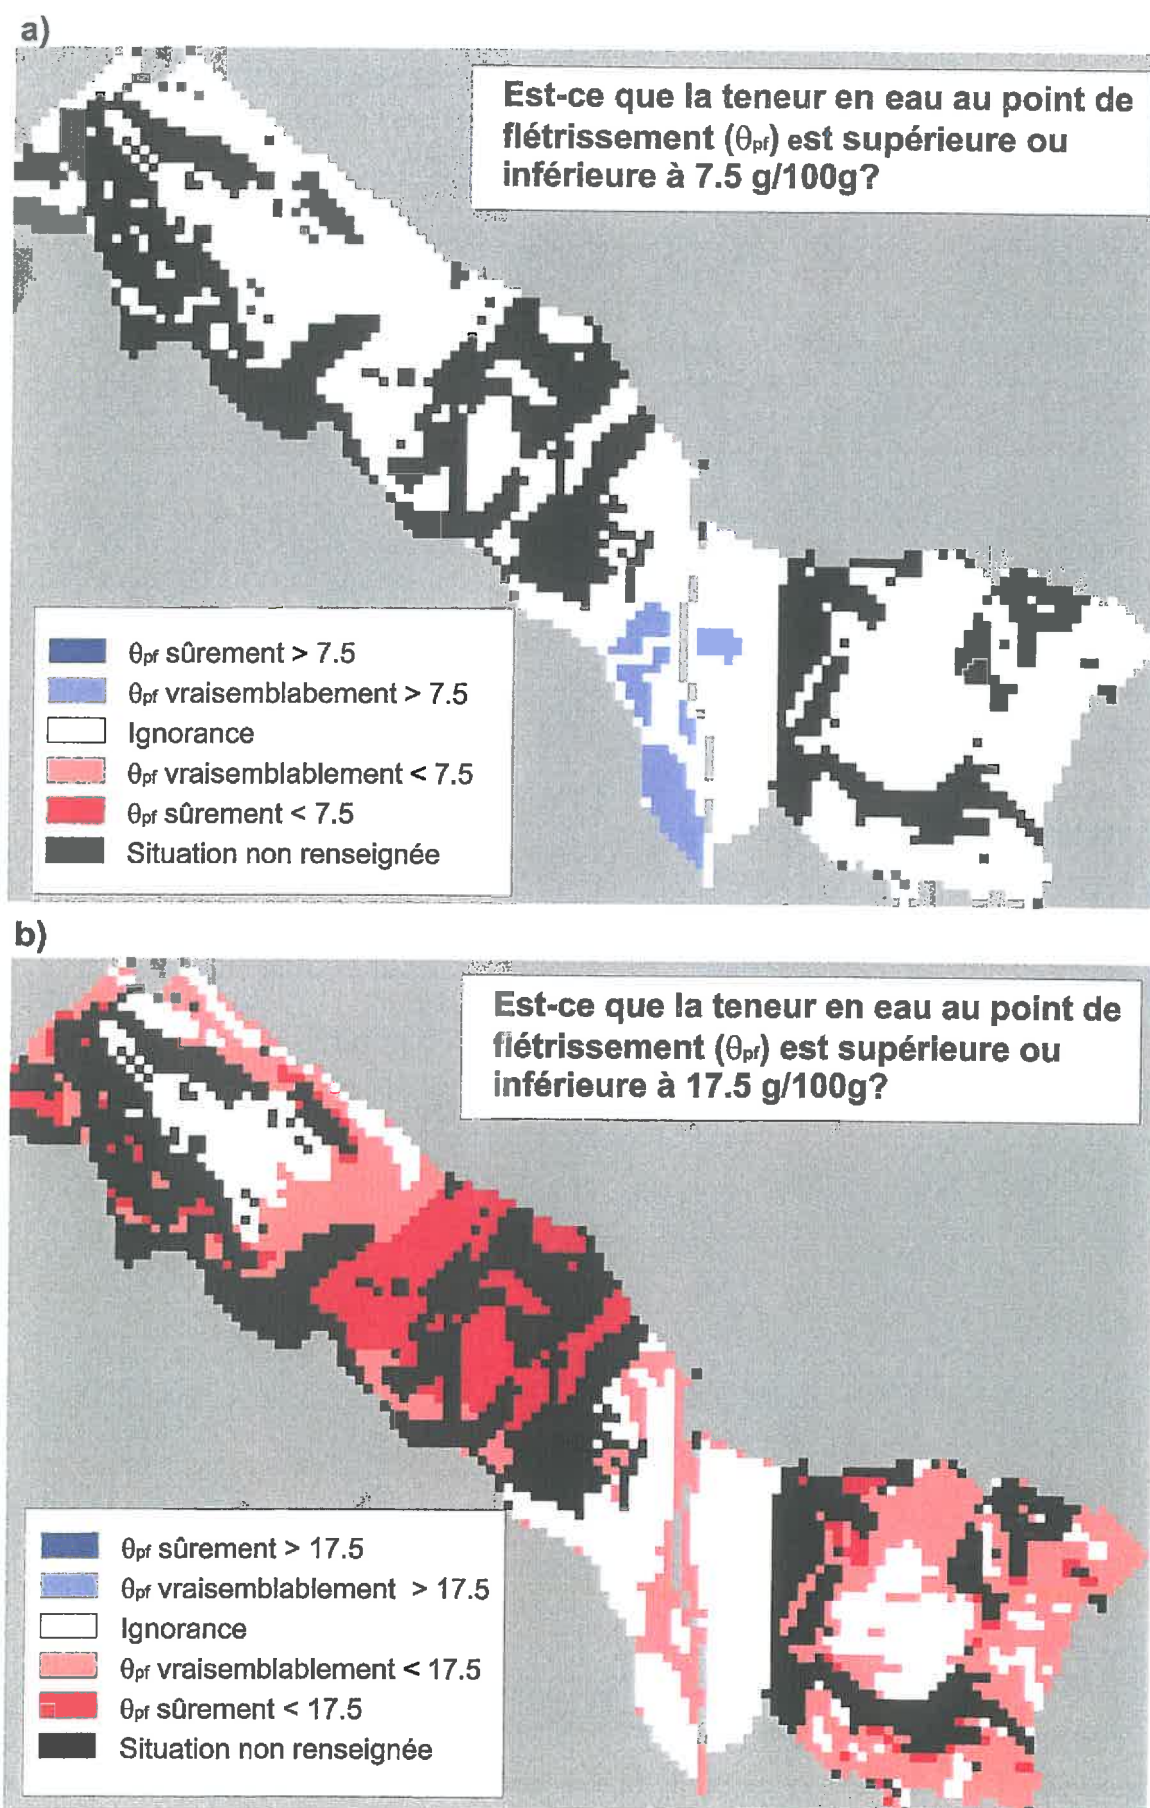 a)
Est-ce que la teneur en eau au point de
flétrissement (θpf) est supérieure ou
inférieure à 7.5 g/100g?
θpf sûrement > 7.5
θpf vraisemblabement > 7.5
Ignorance
θpf vraisemblablement < 7.5
θpf sûrement < 7.5
Situation non renseignée
b)
Est-ce que la teneur en eau au point de
flétrissement (θpf) est supérieure ou
inférieure à 17.5 g/100g?
θpf sûrement > 17.5
θpf vraisemblablement > 17.5
Ignorance
θpf vraisemblablement < 17.5
θpf sûrement < 17.5
Situation non renseignée